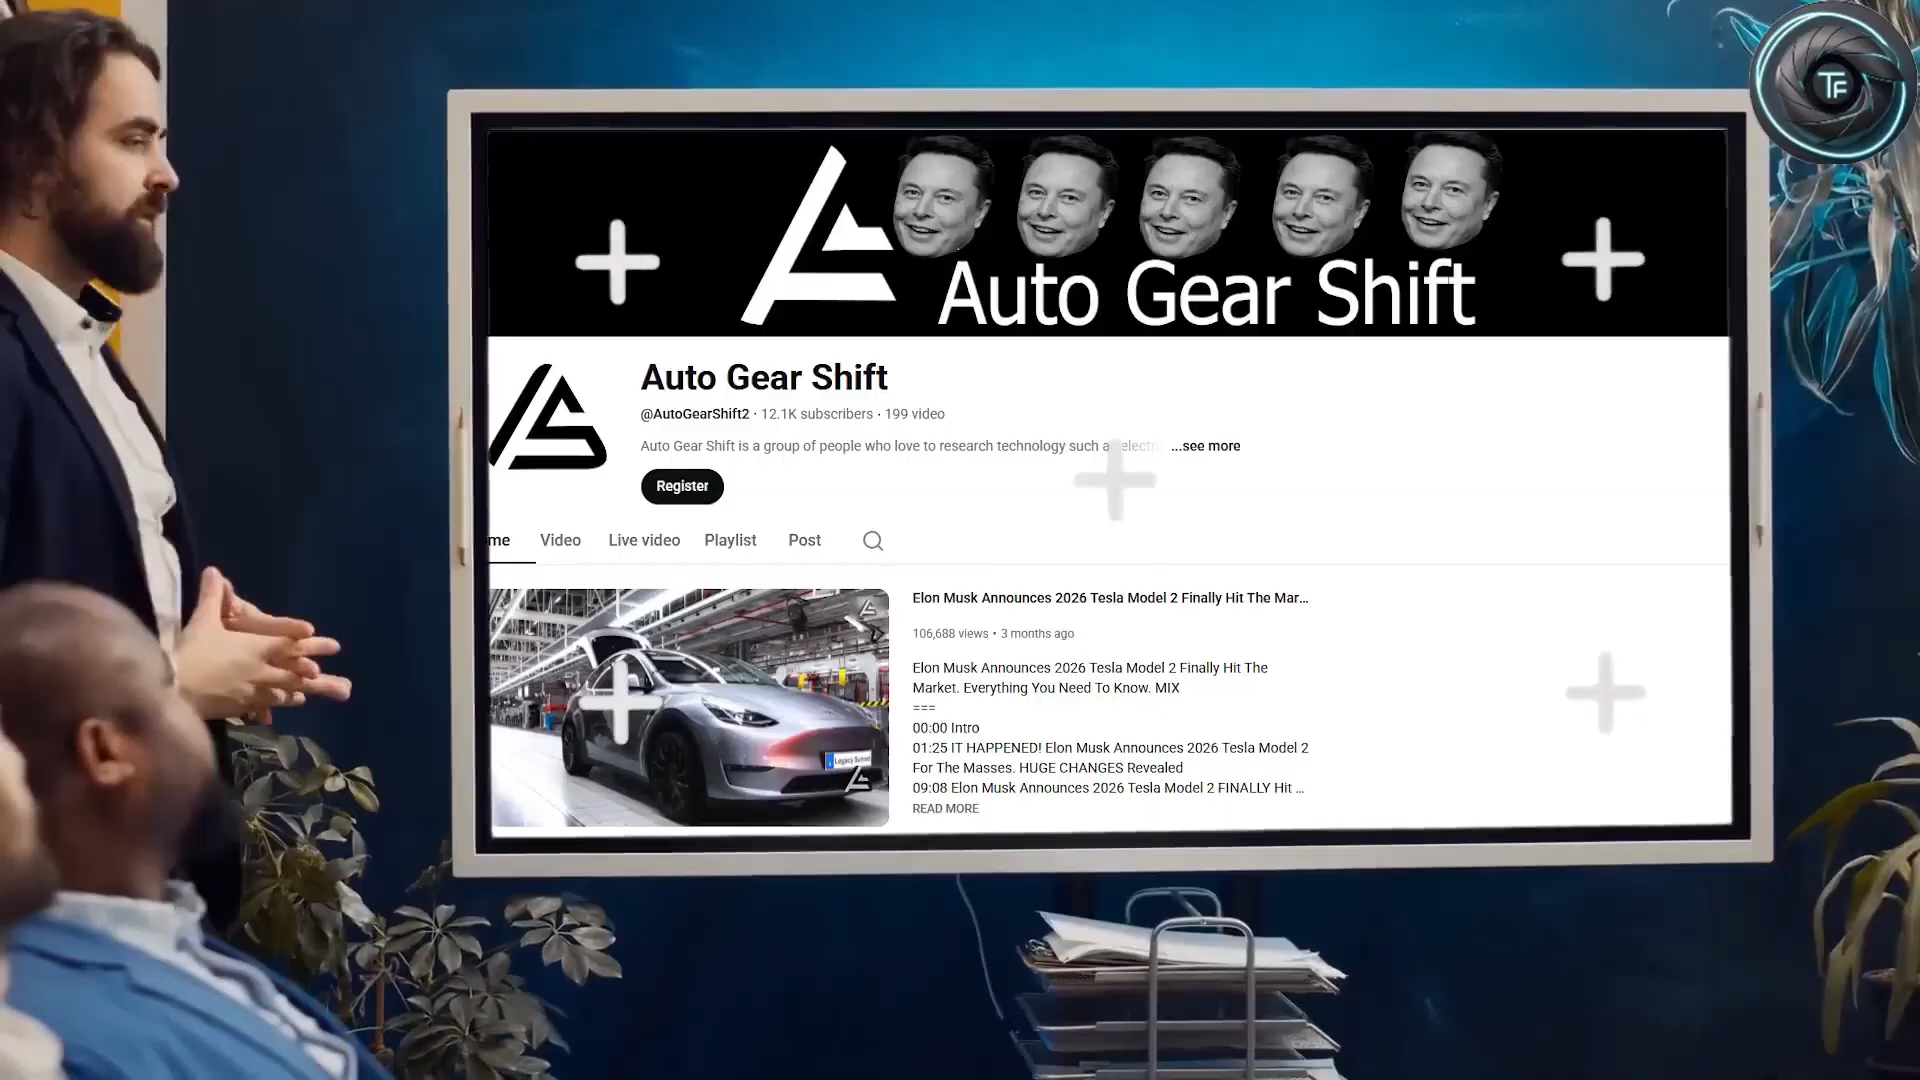 TF
Auto Gear Shift
Auto Gear Shift
@AutoGearShift2 · 12.1K subscribers · 199 video
Auto Gear Shift is a group of people who love to research technology such a electr ...see more
Register
me Video Live video Playlist Post
Elon Musk Announces 2026 Tesla Model 2 Finally Hit The Mar...
106,688 views • 3 months ago
Elon Musk Announces 2026 Tesla Model 2 Finally Hit The
Market. Everything You Need To Know. MIX
===
00:00 Intro
01:25 IT HAPPENED! Elon Musk Announces 2026 Tesla Model 2
For The Masses. HUGE CHANGES Revealed
09:08 Elon Musk Announces 2026 Tesla Model 2 FINALLY Hit ...
READ MORE
Legacy Sunset